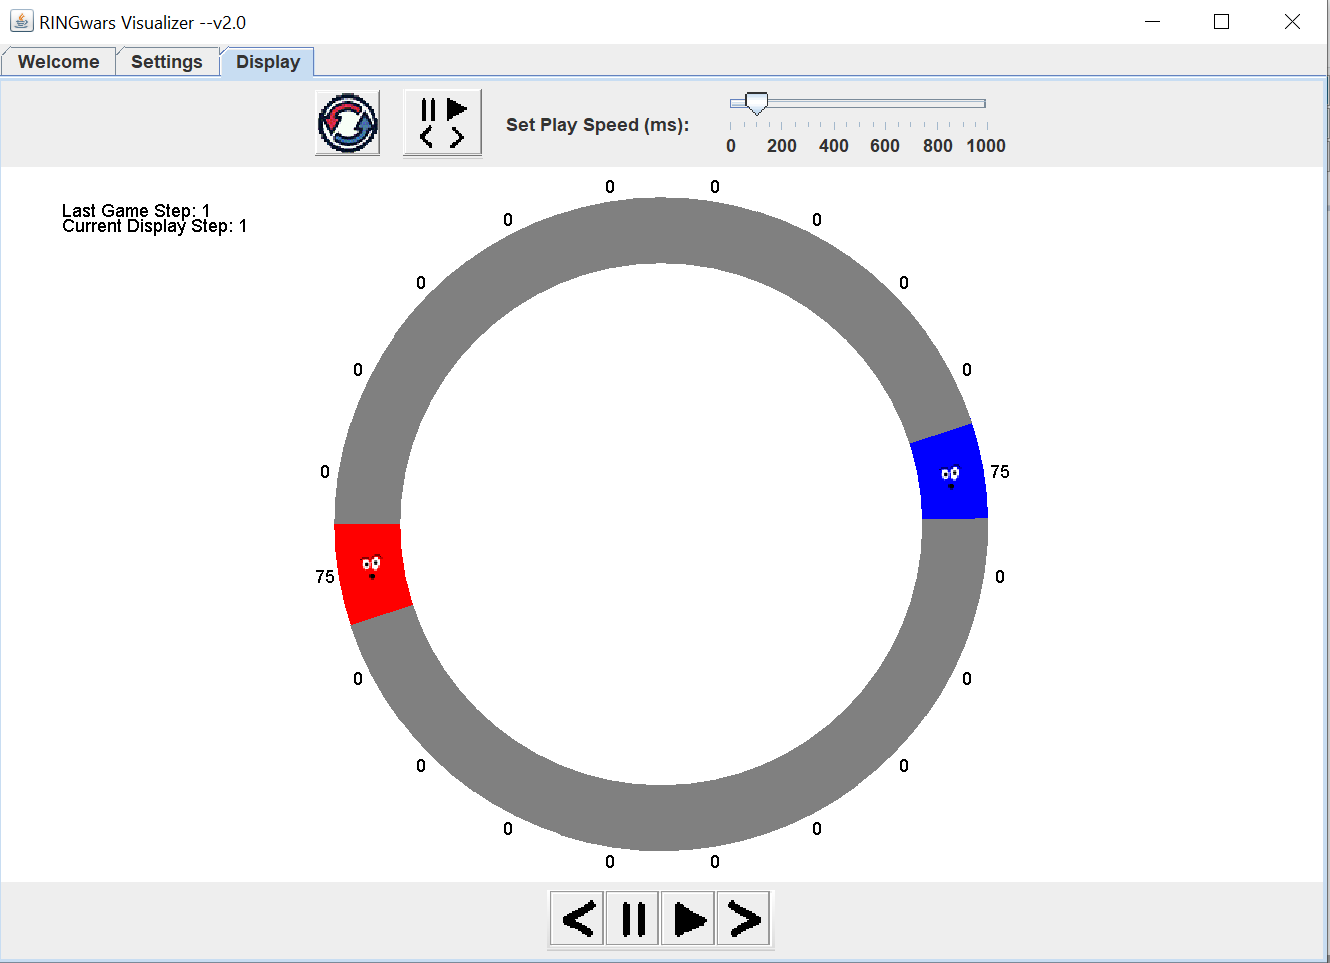 RINGwars Visualizer --v2.0
Welcome Settings Display
Set Play Speed (ms):
0 200 400 600 800 1000
Last Game Step: 1
Current Display Step: 1
0 0
0 0
0 0
0 0
0 75
75 0
0 0
0 0
0 0
0 0